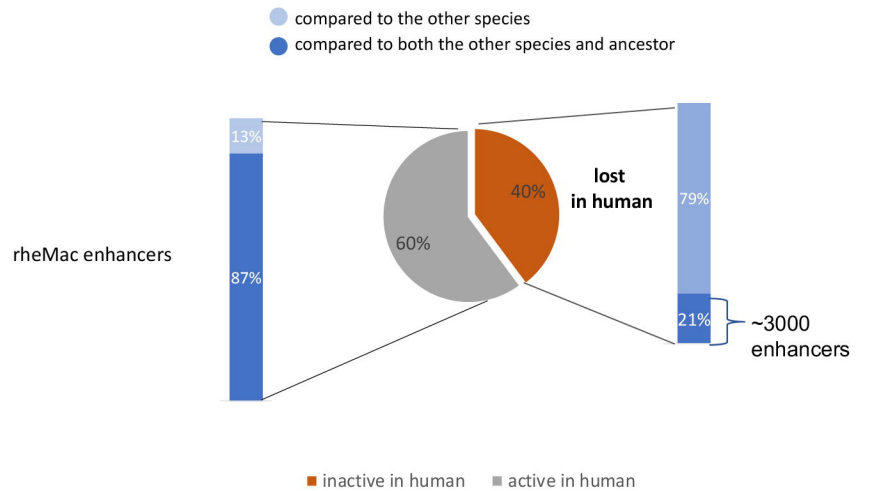 compared to the other species
compared to both the other species and ancestor
13%
87%
rheMac enhancers
60%
40%
lost
in human
79%
21%
~3000
enhancers
inactive in human
active in human